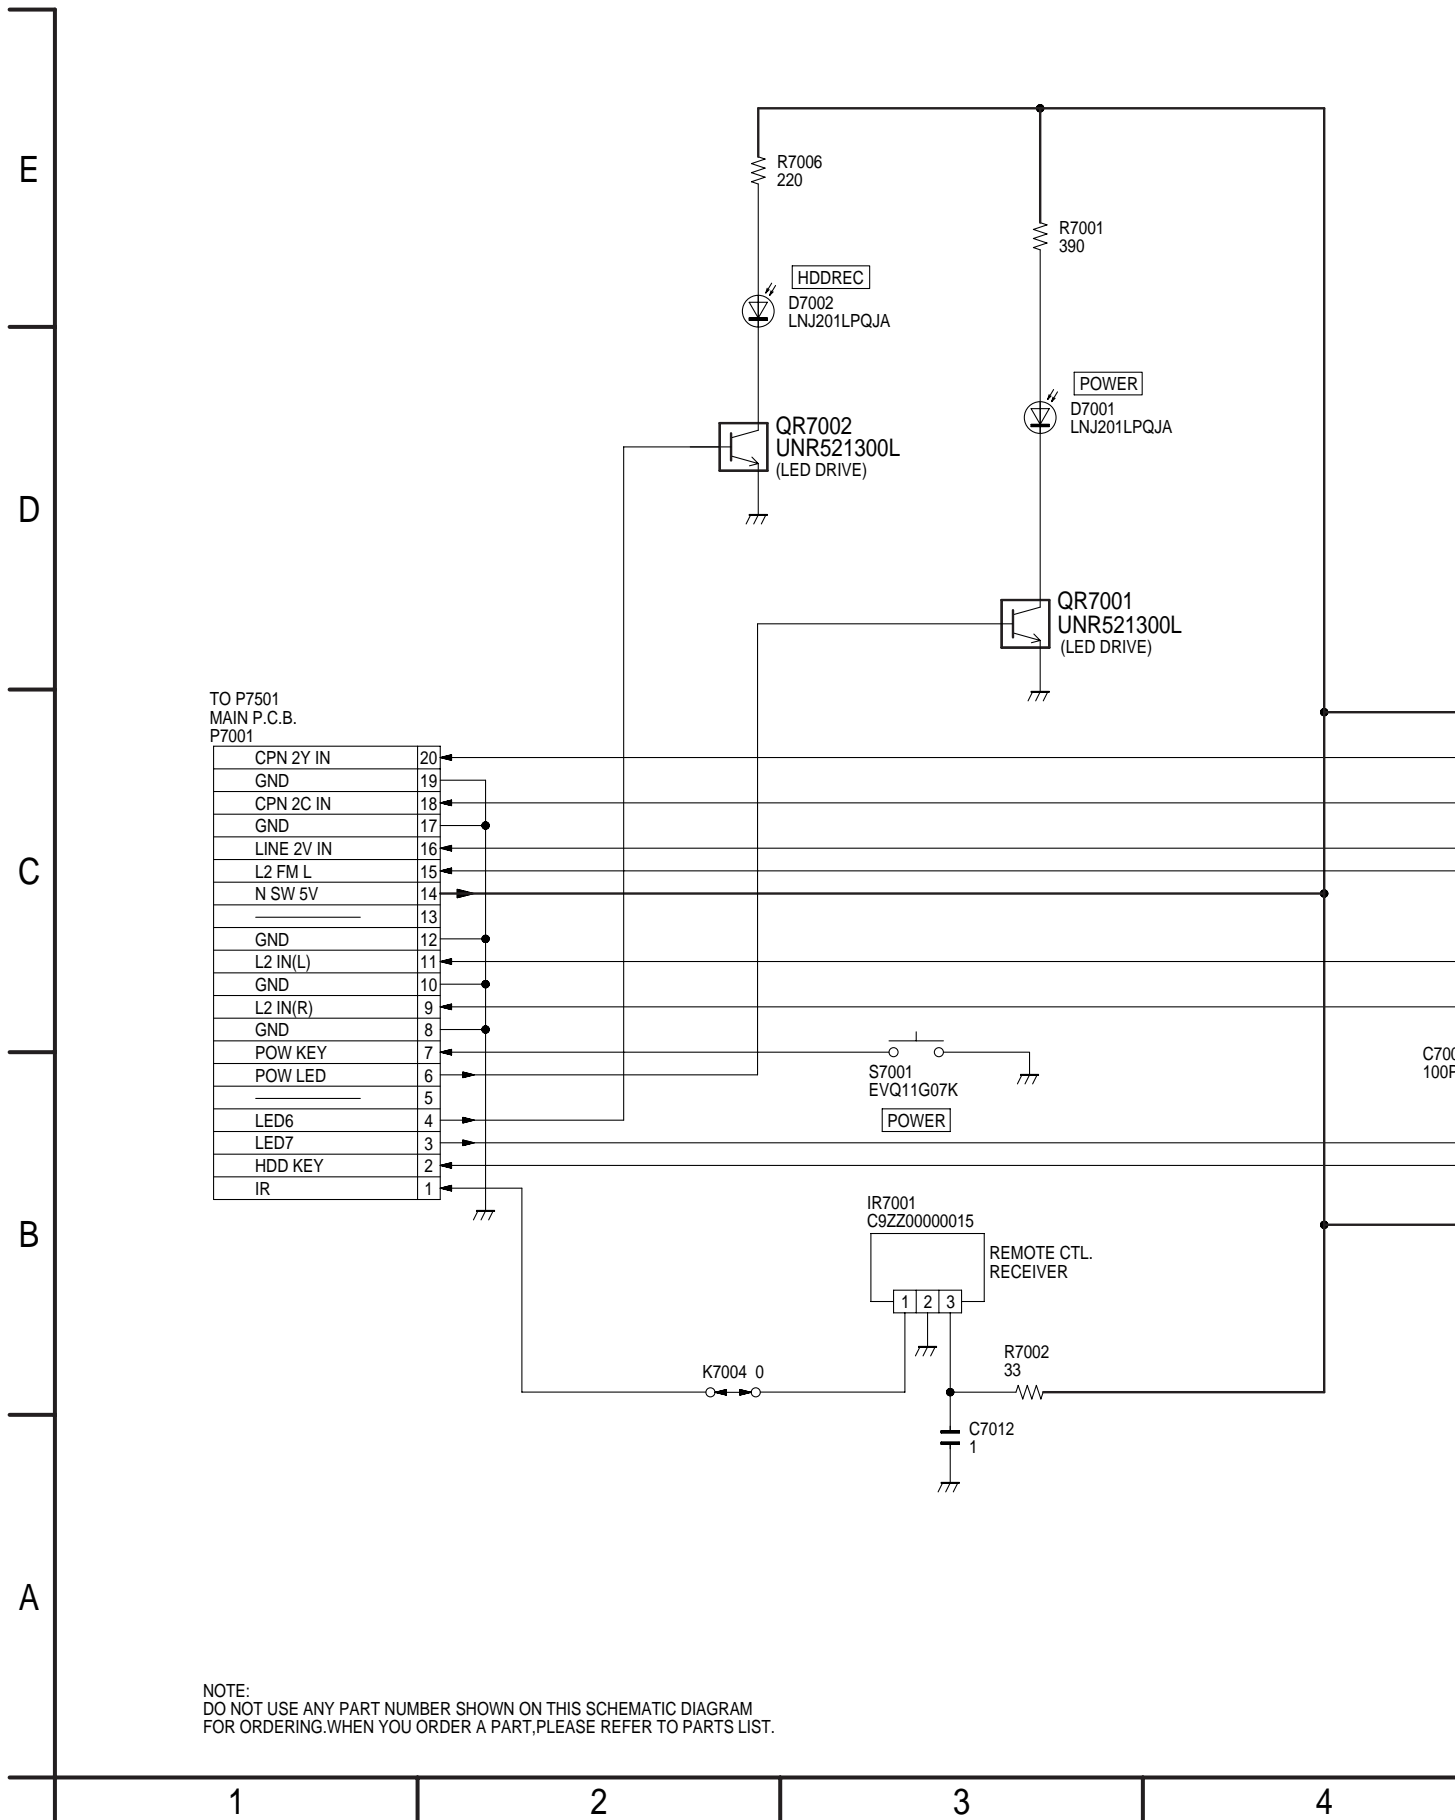 E
R7006
220
R7001
390
HDDREC
D7002
LNJ201LPQJA
POWER
D7001
LNJ201LPQJA
QR7002
UNR521300L
(LED DRIVE)
D
QR7001
UNR521300L
(LED DRIVE)
TO P7501
MAIN P.C.B.
P7001
CPN 2Y IN 20
GND 19
CPN 2C IN 18
GND 17
LINE 2V IN 16
L2 FM L 15
N SW 5V 14
13
GND 12
L2 IN(L) 11
GND 10
L2 IN(R) 9
GND 8
POW KEY 7
POW LED 6
5
LED6 4
LED7 3
HDD KEY 2
IR 1
C
S7001
EVQ11G07K
POWER
C700
100P
B
IR7001
C9ZZ00000015
REMOTE CTL.
RECEIVER
1 2 3
K7004 0
R7002
33
C7012
1
A
NOTE:
DO NOT USE ANY PART NUMBER SHOWN ON THIS SCHEMATIC DIAGRAM
FOR ORDERING.WHEN YOU ORDER A PART,PLEASE REFER TO PARTS LIST.
1 2 3 4